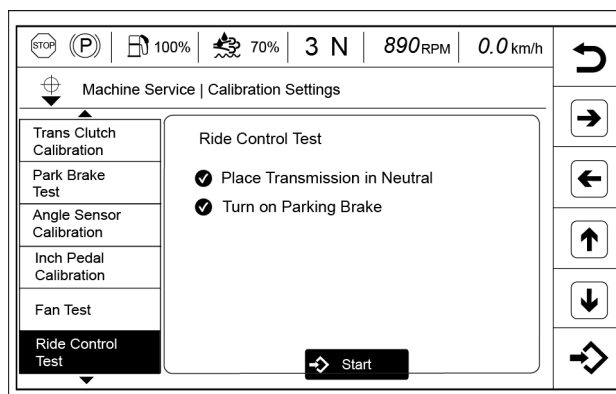 STOP (P) 100% 70% 3 N 890 RPM 0.0 km/h
Machine Service | Calibration Settings
Trans Clutch
Calibration
Park Brake
Test
Angle Sensor
Calibration
Inch Pedal
Calibration
Fan Test
Ride Control
Test
Ride Control Test
Place Transmission in Neutral
Turn on Parking Brake
Start